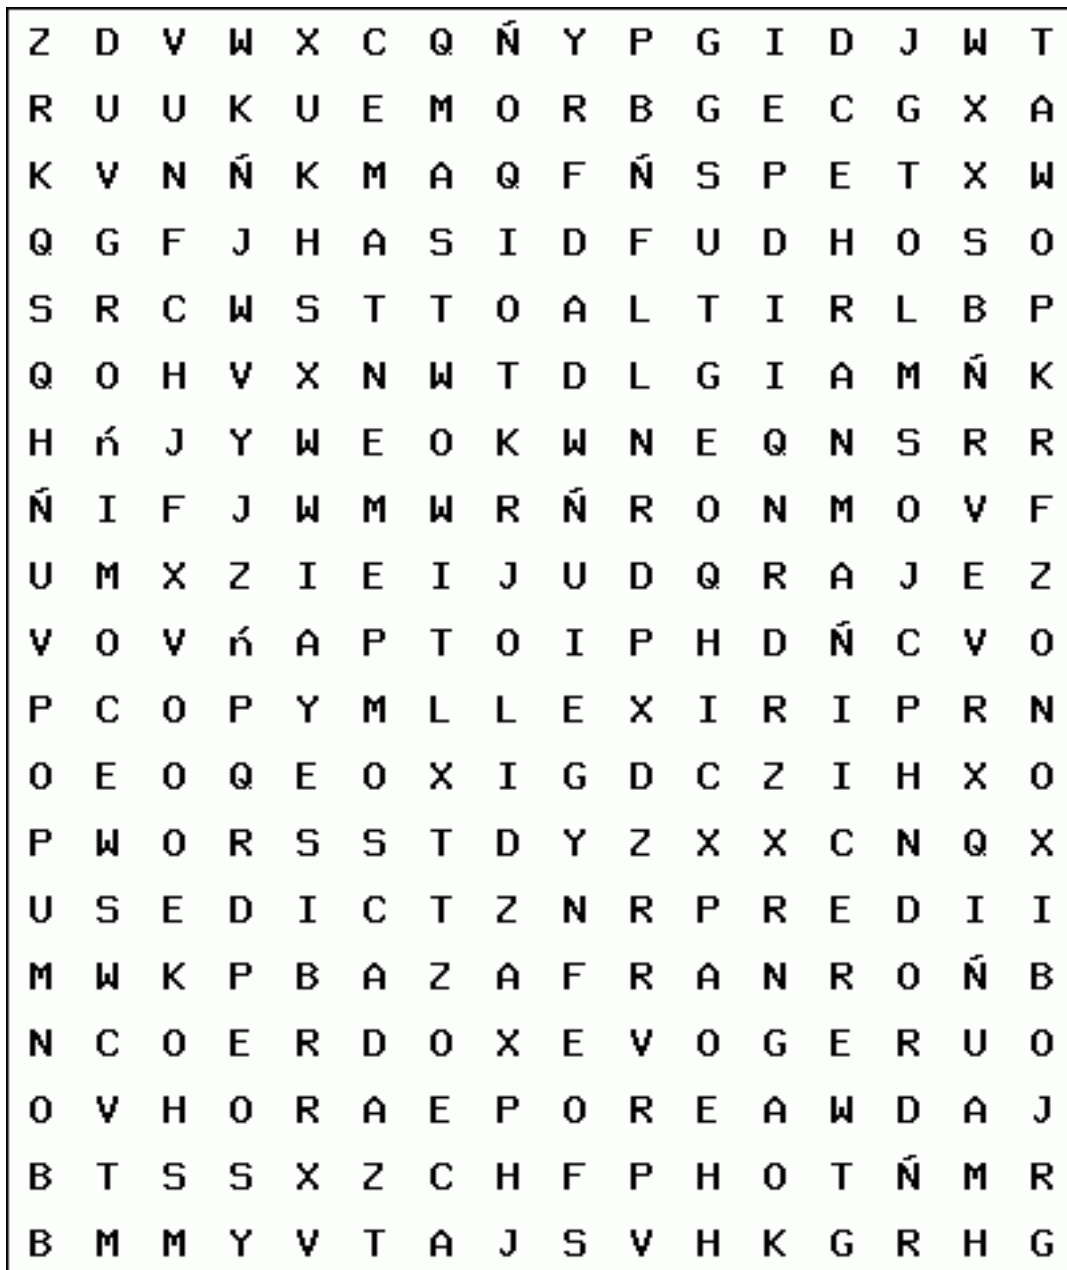 Z D V W X C Q Ñ Y P G I D J W T
R U U K U E M O R B G E C G X A
K V N Ñ K M A Q F Ñ S P E T X W
Q G F J H A S I D F U D H O S O
S R C W S T T O A L T I R L B P
Q O H V X N W T D L G I A M Ñ K
H ń J Y W E O K W N E Q N S R R
Ñ I F J W M W R Ñ R O N M O V F
U M X Z I E I J U D Q R A J E Z
V O V ń A P T O I P H D Ñ C V O
P C O P Y M L L E X I R I P R N
O E O Q E O X I G D C Z I H X O
P W O R S S T D Y Z X X C N Q X
U S E D I C T Z N R P R E D I I
M W K P B A Z A F R A N R O Ñ B
N C O E R D O X E V O G E R U O
O V H O R A E P O R E A W D A J
B T S S X Z C H F P H O T Ñ M R
B M M Y V T A J S V H K G R H G